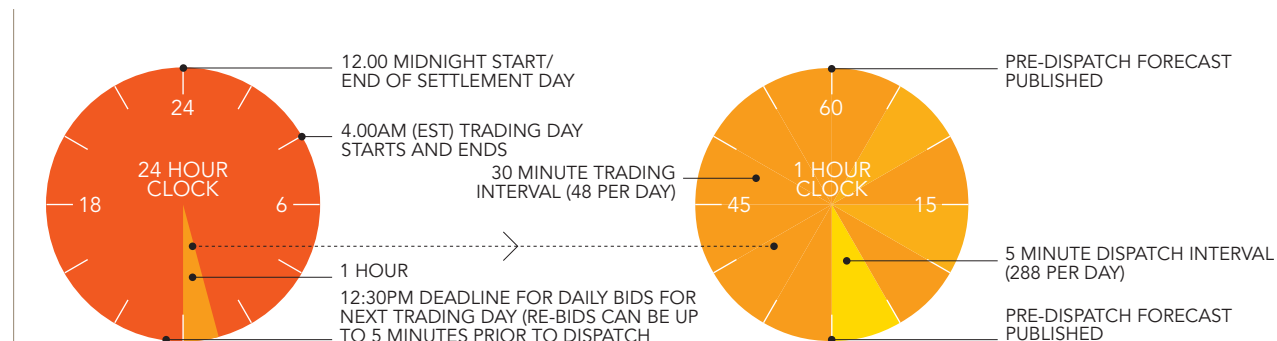 12.00 MIDNIGHT START/
END OF SETTLEMENT DAY
24
4.00AM (EST) TRADING DAY
STARTS AND ENDS
24 HOUR
CLOCK
18
6
1 HOUR
12:30PM DEADLINE FOR DAILY BIDS FOR
NEXT TRADING DAY (RE-BIDS CAN BE UP
TO 5 MINUTES PRIOR TO DISPATCH
PRE-DISPATCH FORECAST
PUBLISHED
60
30 MINUTE TRADING
INTERVAL (48 PER DAY)
1 HOUR
CLOCK
45
15
5 MINUTE DISPATCH INTERVAL
(288 PER DAY)
PRE-DISPATCH FORECAST
PUBLISHED